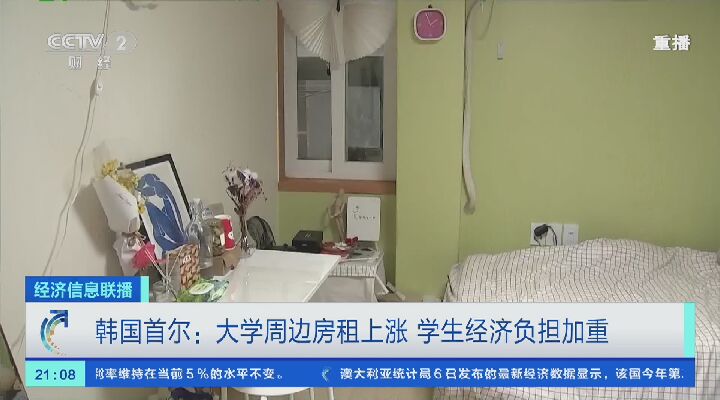 CCTV 2
财经
重播
经济信息联播
韩国首尔：大学周边房租上涨 学生经济负担加重
21:08 率维持在当前5%的水平不变。 澳大利亚统计局6日发布的最新经济数据显示，该国今年第